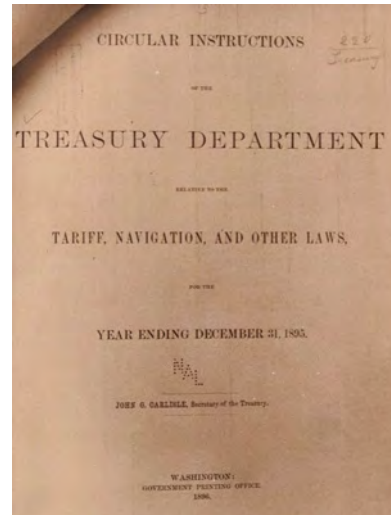 CIRCULAR INSTRUCTIONS
OF THE
TREASURY DEPARTMENT
RELATIVE TO THE
TARIFF, NAVIGATION, AND OTHER LAWS,
FOR THE
YEAR ENDING DECEMBER 31, 1895.
NAL
JOHN G. CARLISLE, Secretary of the Treasury.
WASHINGTON:
GOVERNMENT PRINTING OFFICE.
1896.